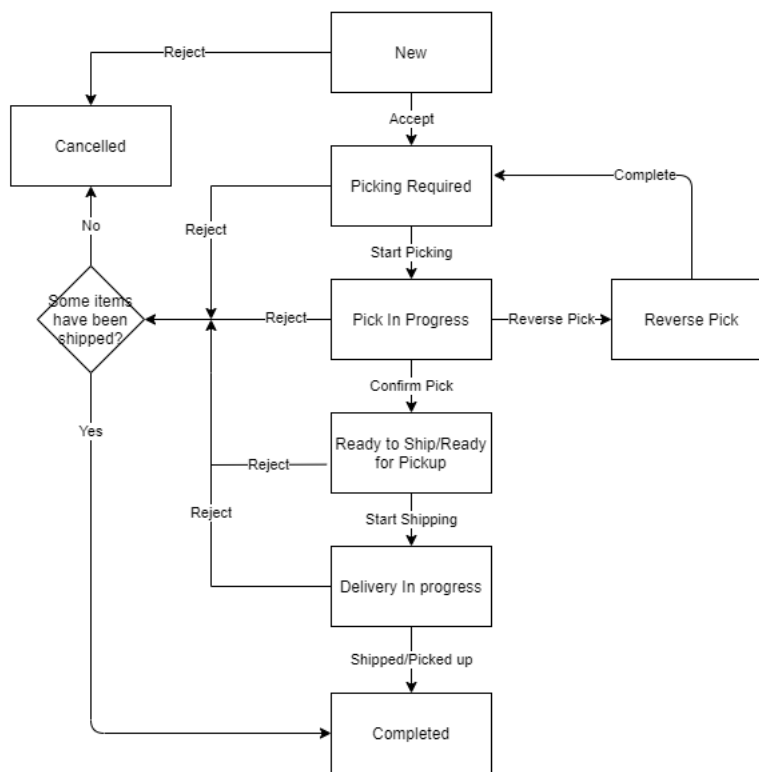 Reject
New
Accept
Cancelled
Picking Required
Complete
No
Reject
Start Picking
Some items
have been
shipped?
Reject
Pick In Progress
Reverse Pick
Reverse Pick
Confirm Pick
Yes
Ready to Ship/Ready
for Pickup
Reject
Reject
Start Shipping
Delivery In progress
Shipped/Picked up
Completed